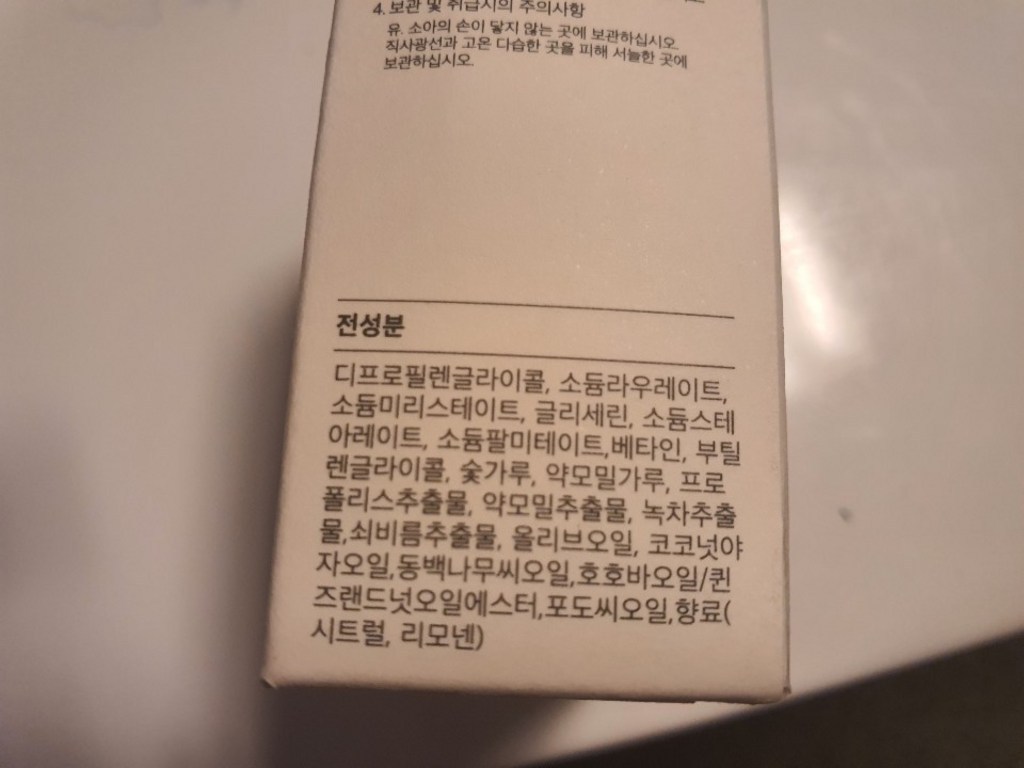 4. 보관 및 취급시의 주의사항
유. 소아의 손이 닿지 않는 곳에 보관하십시오.
직사광선과 고온 다습한 곳을 피해 서늘한 곳에
보관하십시오.
전성분
디프로필렌글라이콜, 소듐라우레이트,
소듐미리스테이트, 글리세린, 소듐스테
아레이트, 소듐팔미테이트,베타인, 부틸
렌글라이콜, 숯가루, 약모밀가루, 프로
폴리스추출물, 약모밀추출물, 녹차추출
물,쇠비름추출물, 올리브오일, 코코넛야
자오일,동백나무씨오일,호호바오일/퀸
즈랜드넛오일에스터,포도씨오일,향료(
시트럴, 리모넨)